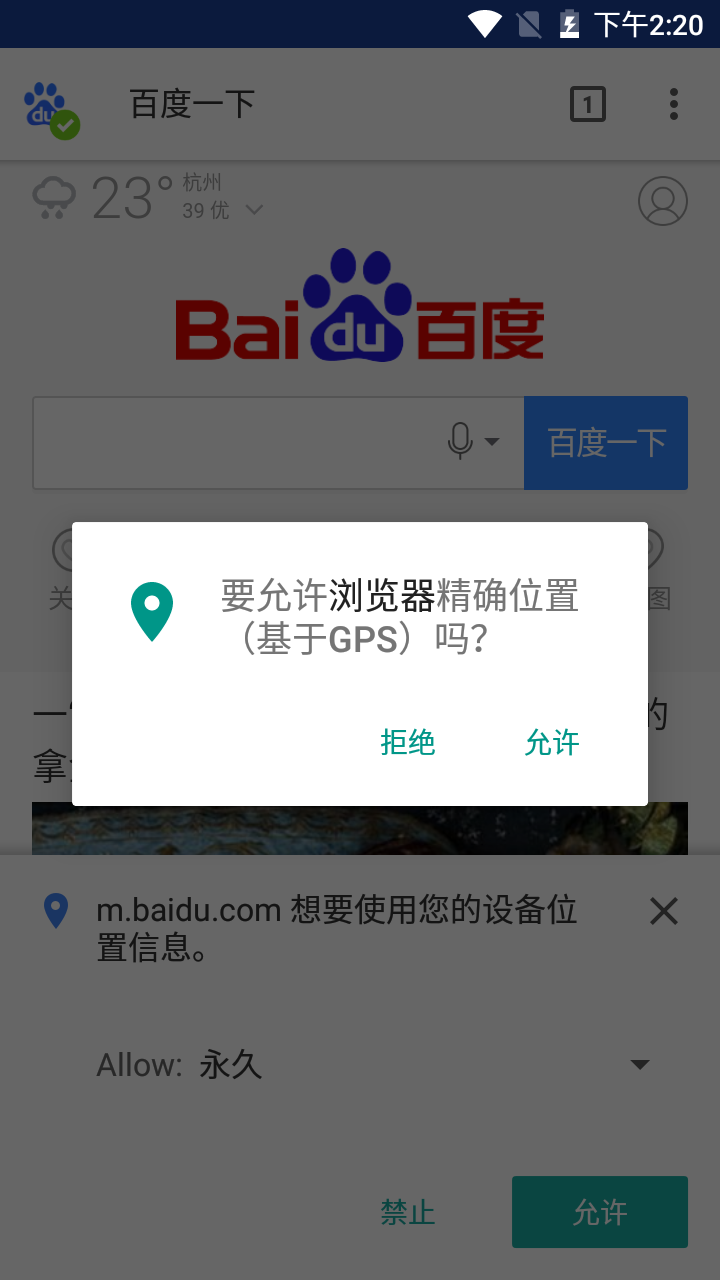 下午2:20
du
百度一下
1
23°
杭州
39 优
Bai du 百度
百度一下
关
图
要允许浏览器精确位置
（基于GPS）吗？
一
的
拿
拒绝
允许
m.baidu.com 想要使用您的设备位
置信息。
Allow: 永久
禁止
允许